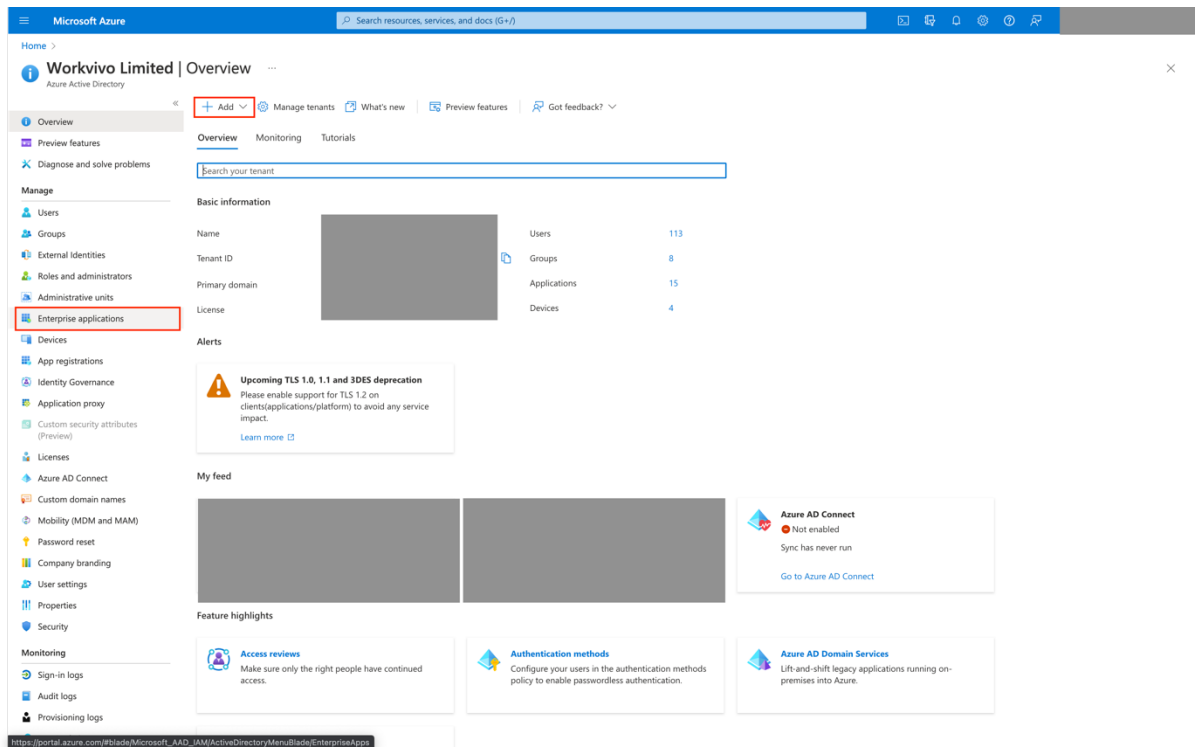 Microsoft Azure
Search resources, services, and docs (G+/)
Home >
Workvivo Limited | Overview ...
Azure Active Directory
«
+ Add
Manage tenants
What's new
Preview features
Got feedback?
Overview
Preview features
Diagnose and solve problems
Manage
Users
Groups
External Identities
Roles and administrators
Administrative units
Enterprise applications
Devices
App registrations
Identity Governance
Application proxy
Custom security attributes
(Preview)
Licenses
Azure AD Connect
Custom domain names
Mobility (MDM and MAM)
Password reset
Company branding
User settings
Properties
Security
Monitoring
Sign-in logs
Audit logs
Provisioning logs
Overview
Monitoring
Tutorials
Search your tenant
Basic information
Name
Tenant ID
Primary domain
License
Users 113
Groups 8
Applications 15
Devices 4
Alerts
Upcoming TLS 1.0, 1.1 and 3DES deprecation
Please enable support for TLS 1.2 on
clients(applications/platform) to avoid any service
impact.
Learn more
My feed
Azure AD Connect
Not enabled
Sync has never run
Go to Azure AD Connect
Feature highlights
Access reviews
Make sure only the right people have continued
access.
Authentication methods
Configure your users in the authentication methods
policy to enable passwordless authentication.
Azure AD Domain Services
Lift-and-shift legacy applications running on-
premises into Azure.
https://portal.azure.com/#blade/Microsoft_AAD_IAM/ActiveDirectoryMenuBlade/EnterpriseApps